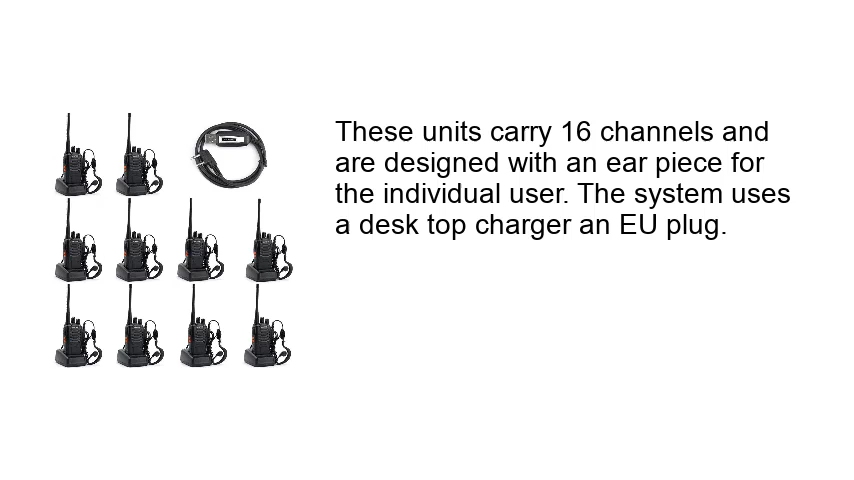 These units carry 16 channels and
are designed with an ear piece for
the individual user. The system uses
a desk top charger an EU plug.